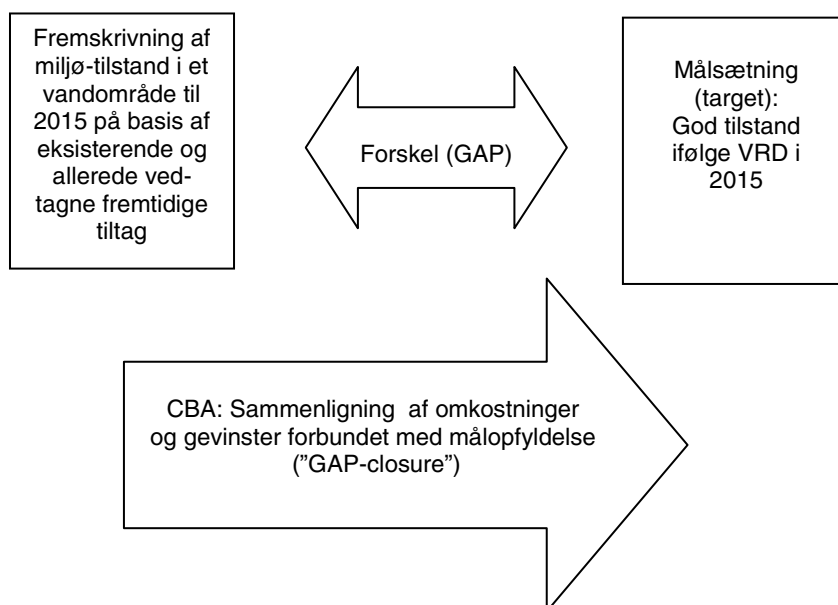 Fremskrivning af
miljø-tilstand i et
vandområde til
2015 på basis af
eksisterende og
allerede ved-
tagne fremtidige
tiltag
Forskel (GAP)
Målsætning
(target):
God tilstand
ifølge VRD i
2015
CBA: Sammenligning af omkostninger
og gevinster forbundet med målopfyldelse
(”GAP-closure”)